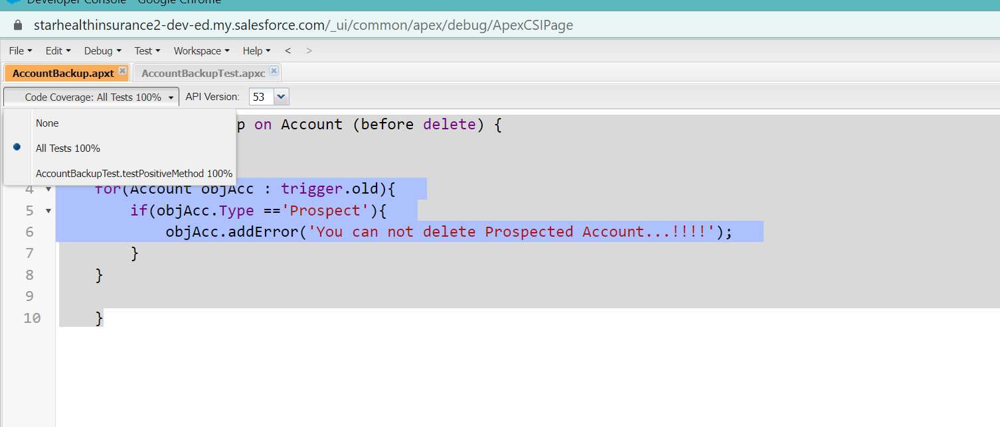 Developer Console - Google Chrome
starhealthinsurance2-dev-ed.my.salesforce.com/_ui/common/apex/debug/ApexCSIPage
File Edit Debug Test Workspace Help < >
AccountBackup.apxt AccountBackupTest.apxc
Code Coverage: All Tests 100% API Version: 53
None
p on Account (before delete) {
All Tests 100%
AccountBackupTest.testPositiveMethod 100%
4 for(Account objAcc : trigger.old){
5 if(objAcc.Type =='Prospect'){
6 objAcc.addError('You can not delete Prospected Account...!!!!');
7 }
8 }
9
10 }